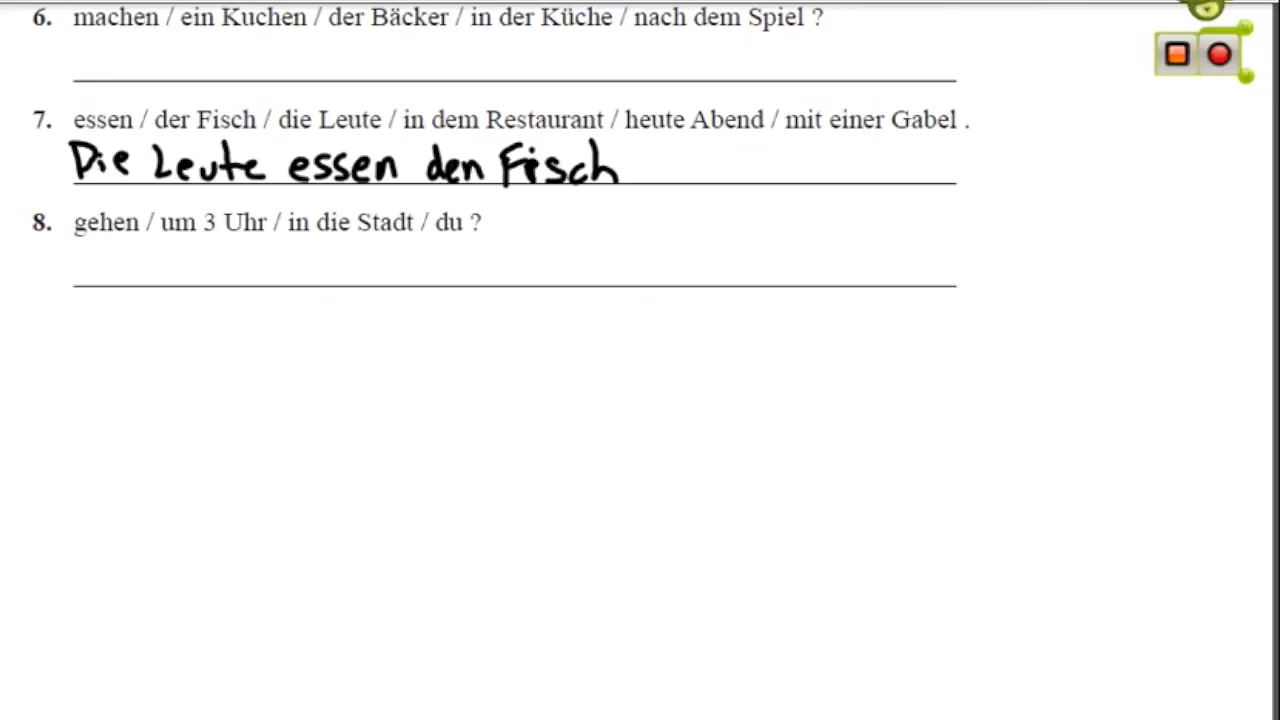 6. machen / ein Kuchen / der Bäcker / in der Küche / nach dem Spiel ?
7. essen / der Fisch / die Leute / in dem Restaurant / heute Abend / mit einer Gabel .
Die Leute essen den Fisch
8. gehen / um 3 Uhr / in die Stadt / du ?